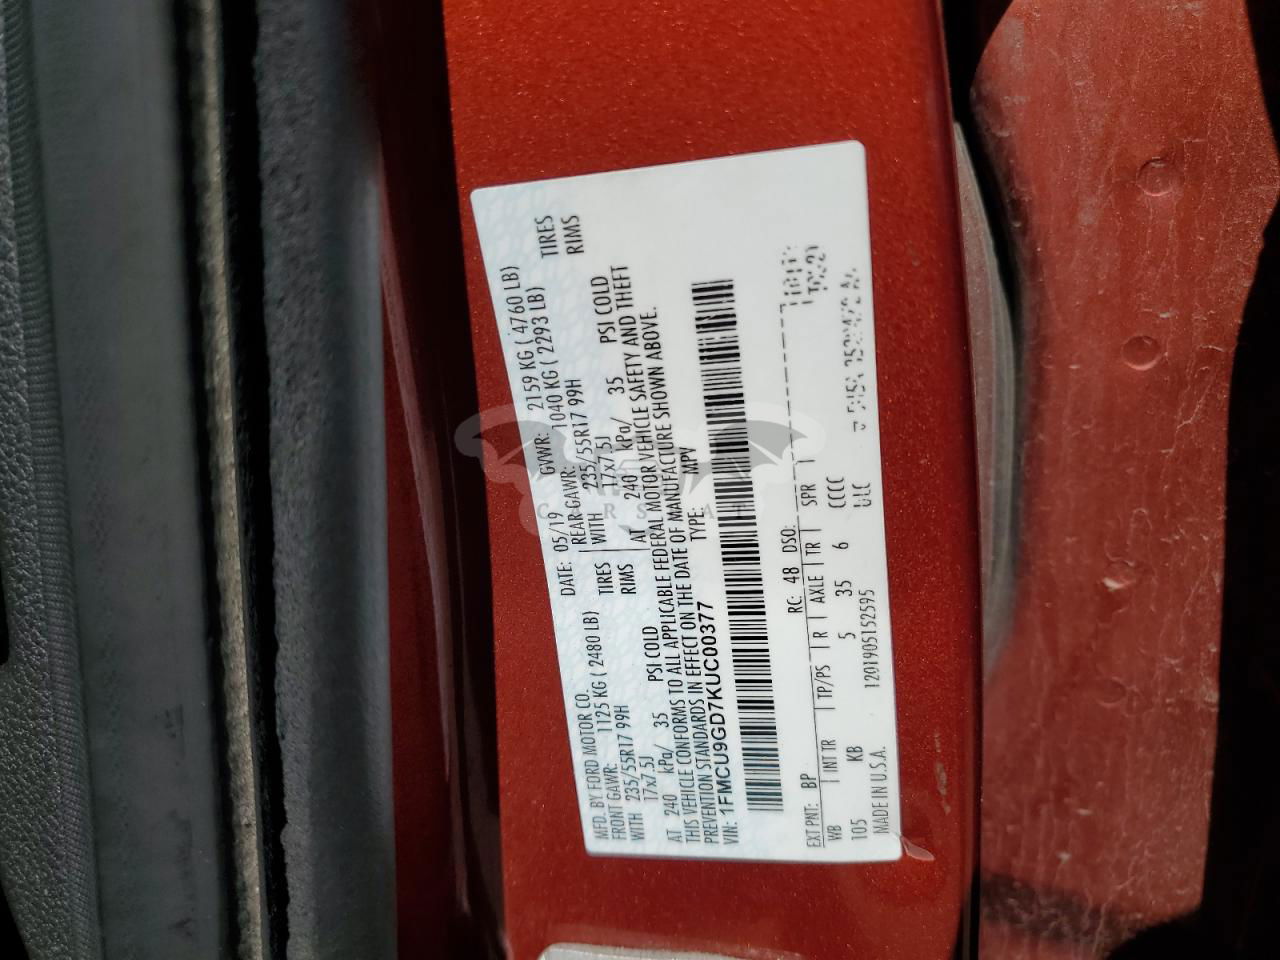 MFD. BY FORD MOTOR CO.
DATE: 05/19 GVWR: 2159 KG ( 4760 LB)
FRONT GAWR: 1125 KG ( 2480 LB)
REAR GAWR: 1040 KG ( 2293 LB)
WITH 235/55R17 99H TIRES
WITH 235/55R17 99H TIRES
17x7.5J RIMS
17x7.5J RIMS
AT 240 kPa/ 35 PSI COLD
AT 240 kPa/ 35 PSI COLD
THIS VEHICLE CONFORMS TO ALL APPLICABLE FEDERAL MOTOR VEHICLE SAFETY AND THEFT
PREVENTION STANDARDS IN EFFECT ON THE DATE OF MANUFACTURE SHOWN ABOVE.
VIN: 1FMCU9GD7KUC00377
TYPE: MPV
EXT PNT: BP RC: 48 DSO:
WB INT TR TP/PS R AXLE TR SPR
105 KB 5 35 6 CCCC
MADE IN U.S.A. 1201905152595
CARSBAT